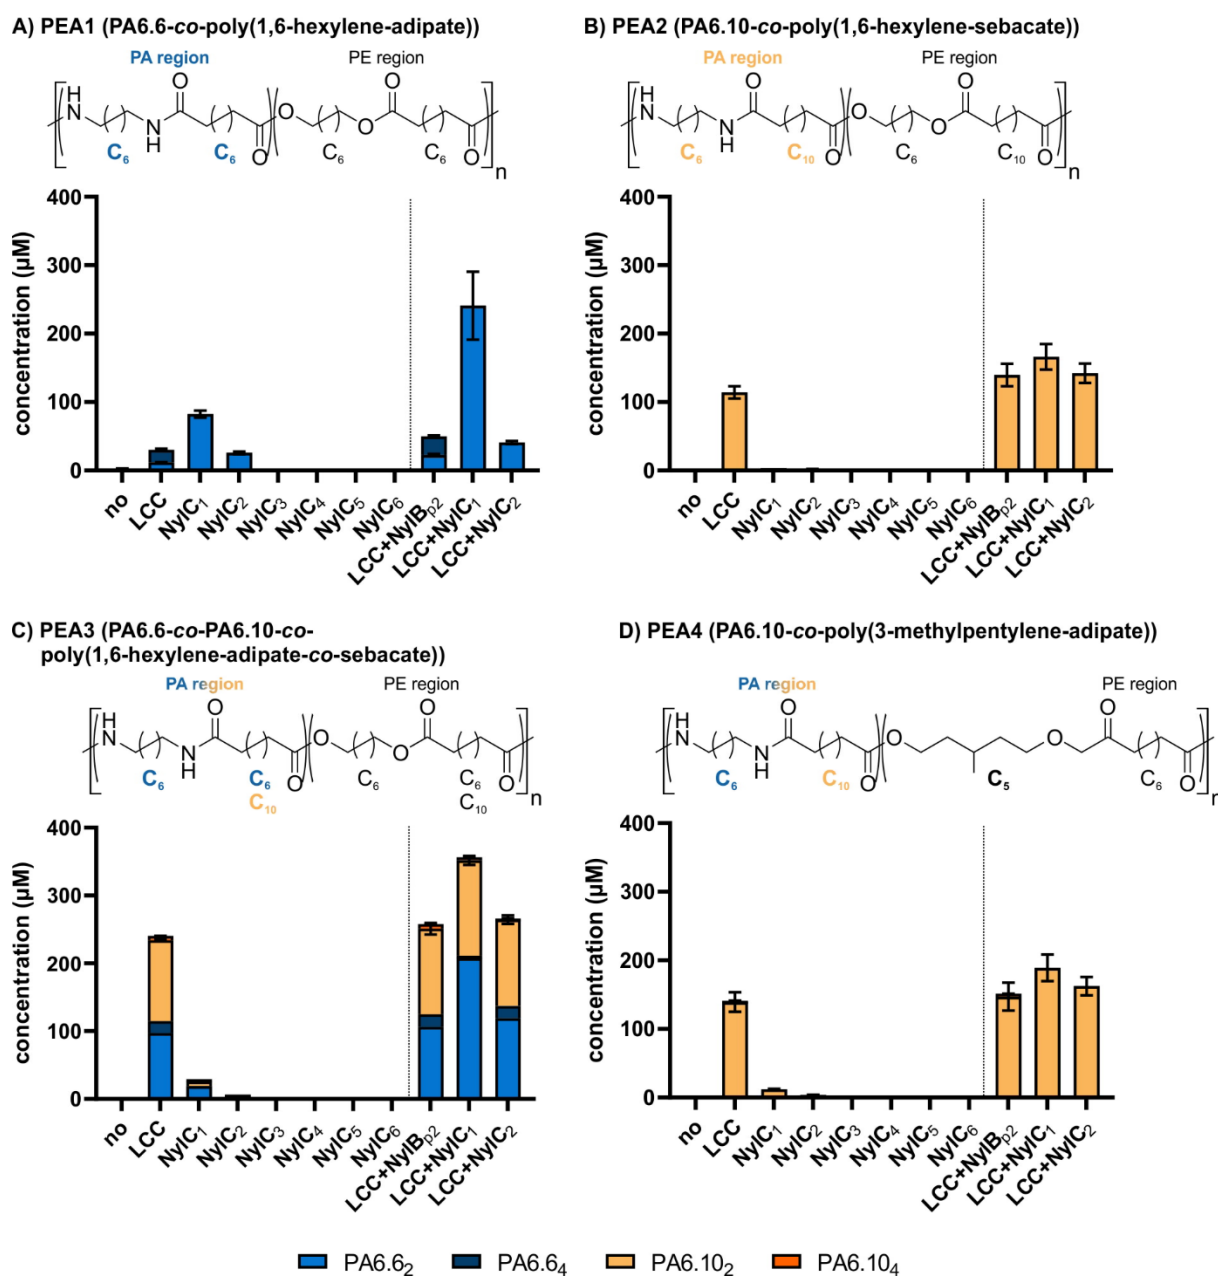 A) PEA1 (PA6.6-co-poly(1,6-hexylene-adipate))
PA region PE region
H
N
N
H
O
O
O
O
O
O
C₆ C₆ C₆ C₆
n
400
300
200
100
0
concentration (µM)
no LCC NylC₁ NylC₂ NylC₃ NylC₄ NylC₅ NylC₆ LCC+NylBp2 LCC+NylC₁ LCC+NylC₂
B) PEA2 (PA6.10-co-poly(1,6-hexylene-sebacate))
PA region PE region
H
N
N
H
O
O
O
O
O
O
C₆ C₁₀ C₆ C₁₀
n
400
300
200
100
0
concentration (µM)
no LCC NylC₁ NylC₂ NylC₃ NylC₄ NylC₅ NylC₆ LCC+NylBp2 LCC+NylC₁ LCC+NylC₂
C) PEA3 (PA6.6-co-PA6.10-co-
poly(1,6-hexylene-adipate-co-sebacate))
PA region PE region
H
N
N
H
O
O
O
O
O
O
C₆ C₆ C₆ C₆
C₁₀ C₁₀
n
400
300
200
100
0
concentration (µM)
no LCC NylC₁ NylC₂ NylC₃ NylC₄ NylC₅ NylC₆ LCC+NylBp2 LCC+NylC₁ LCC+NylC₂
D) PEA4 (PA6.10-co-poly(3-methylpentylene-adipate))
PA region PE region
H
N
N
H
O
O
O
O
O
O
C₆ C₁₀ C₅ C₆
n
400
300
200
100
0
concentration (µM)
no LCC NylC₁ NylC₂ NylC₃ NylC₄ NylC₅ NylC₆ LCC+NylBp2 LCC+NylC₁ LCC+NylC₂
PA6.6₂ PA6.6₄ PA6.10₂ PA6.10₄